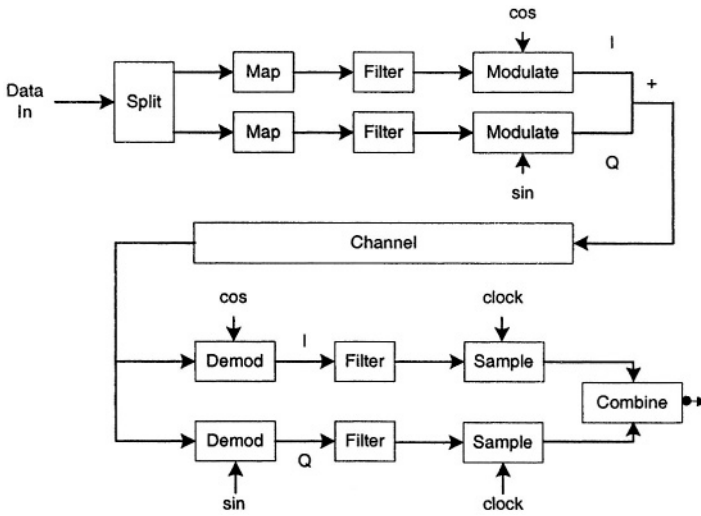 cos
I
Data
In
Split
Map
Filter
Modulate
+
Map
Filter
Modulate
sin
Q
Channel
cos
clock
I
Demod
Filter
Sample
Combine
Demod
Q
Filter
Sample
sin
clock